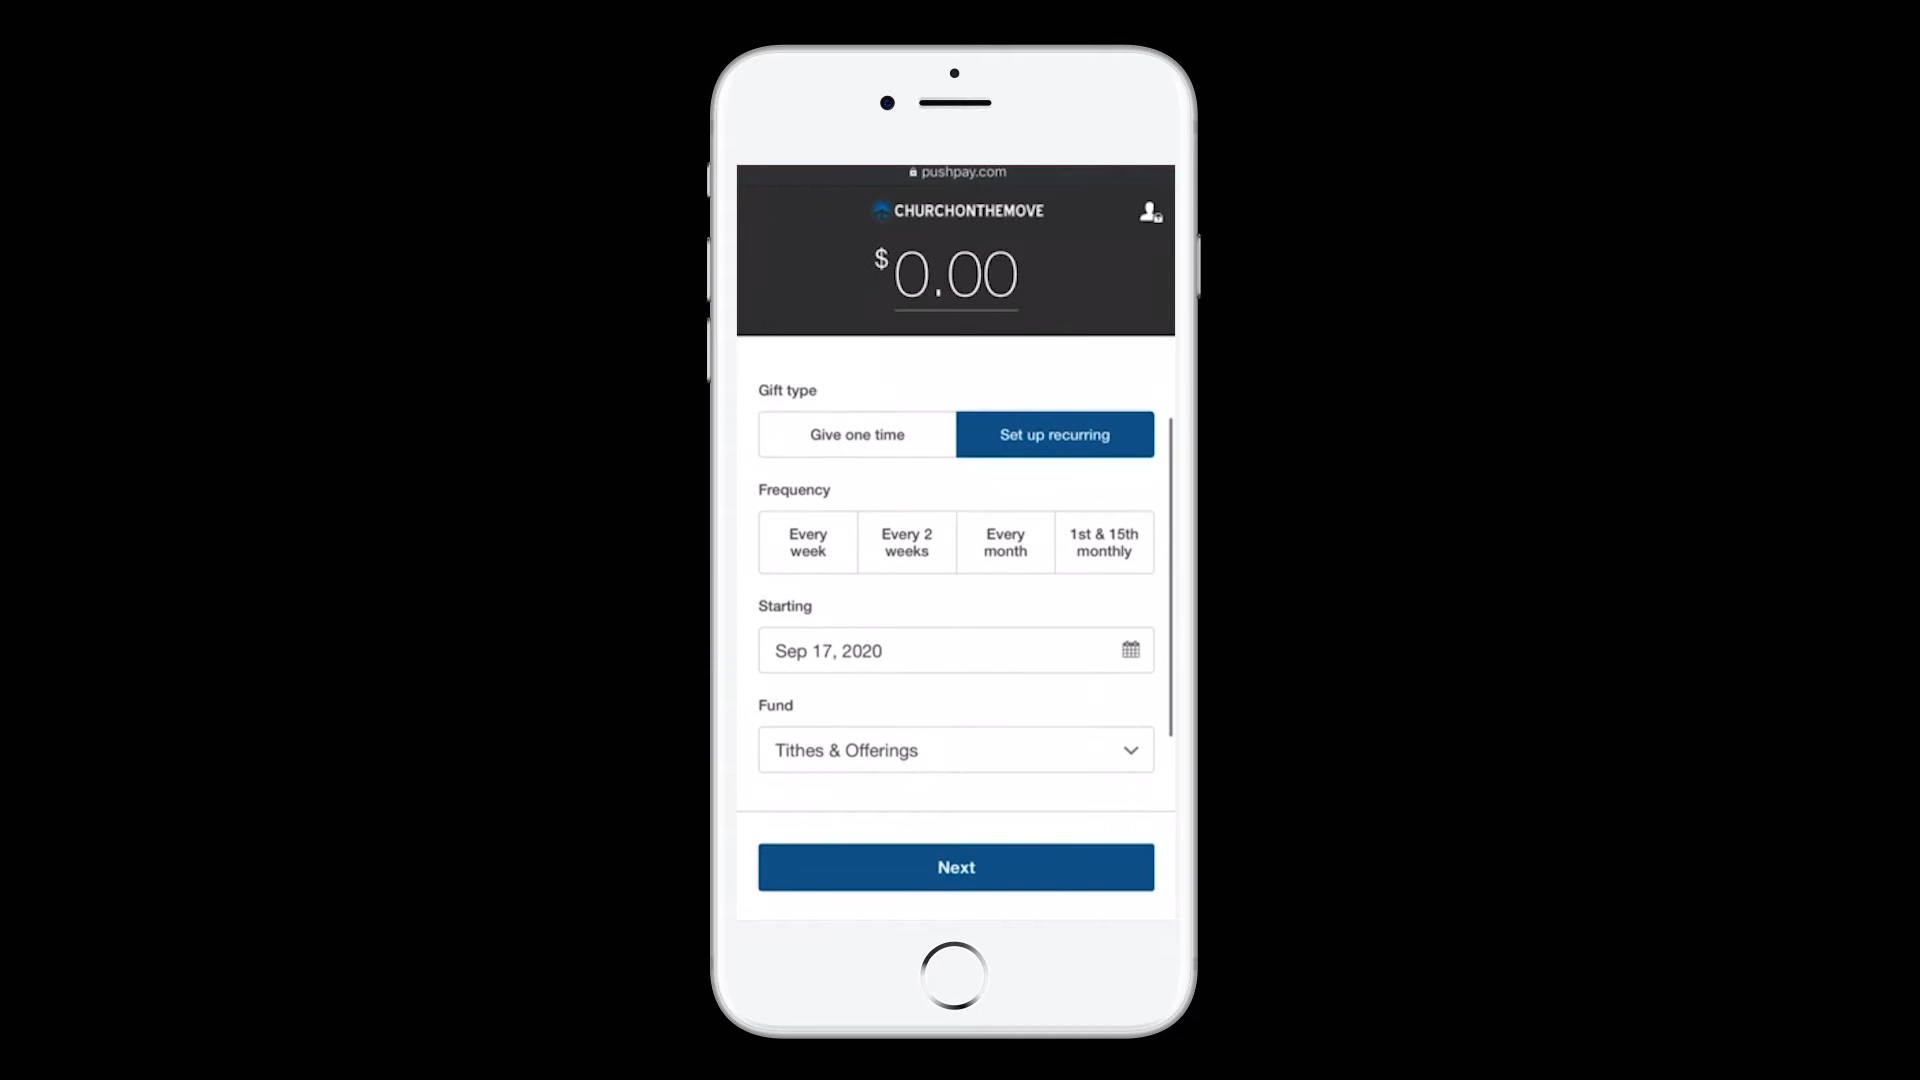 pushpay.com
CHURCHONTHEMOVE
$0.00
Gift type
Give one time
Set up recurring
Frequency
Every week
Every 2 weeks
Every month
1st & 15th monthly
Starting
Sep 17, 2020
Fund
Tithes & Offerings
Next